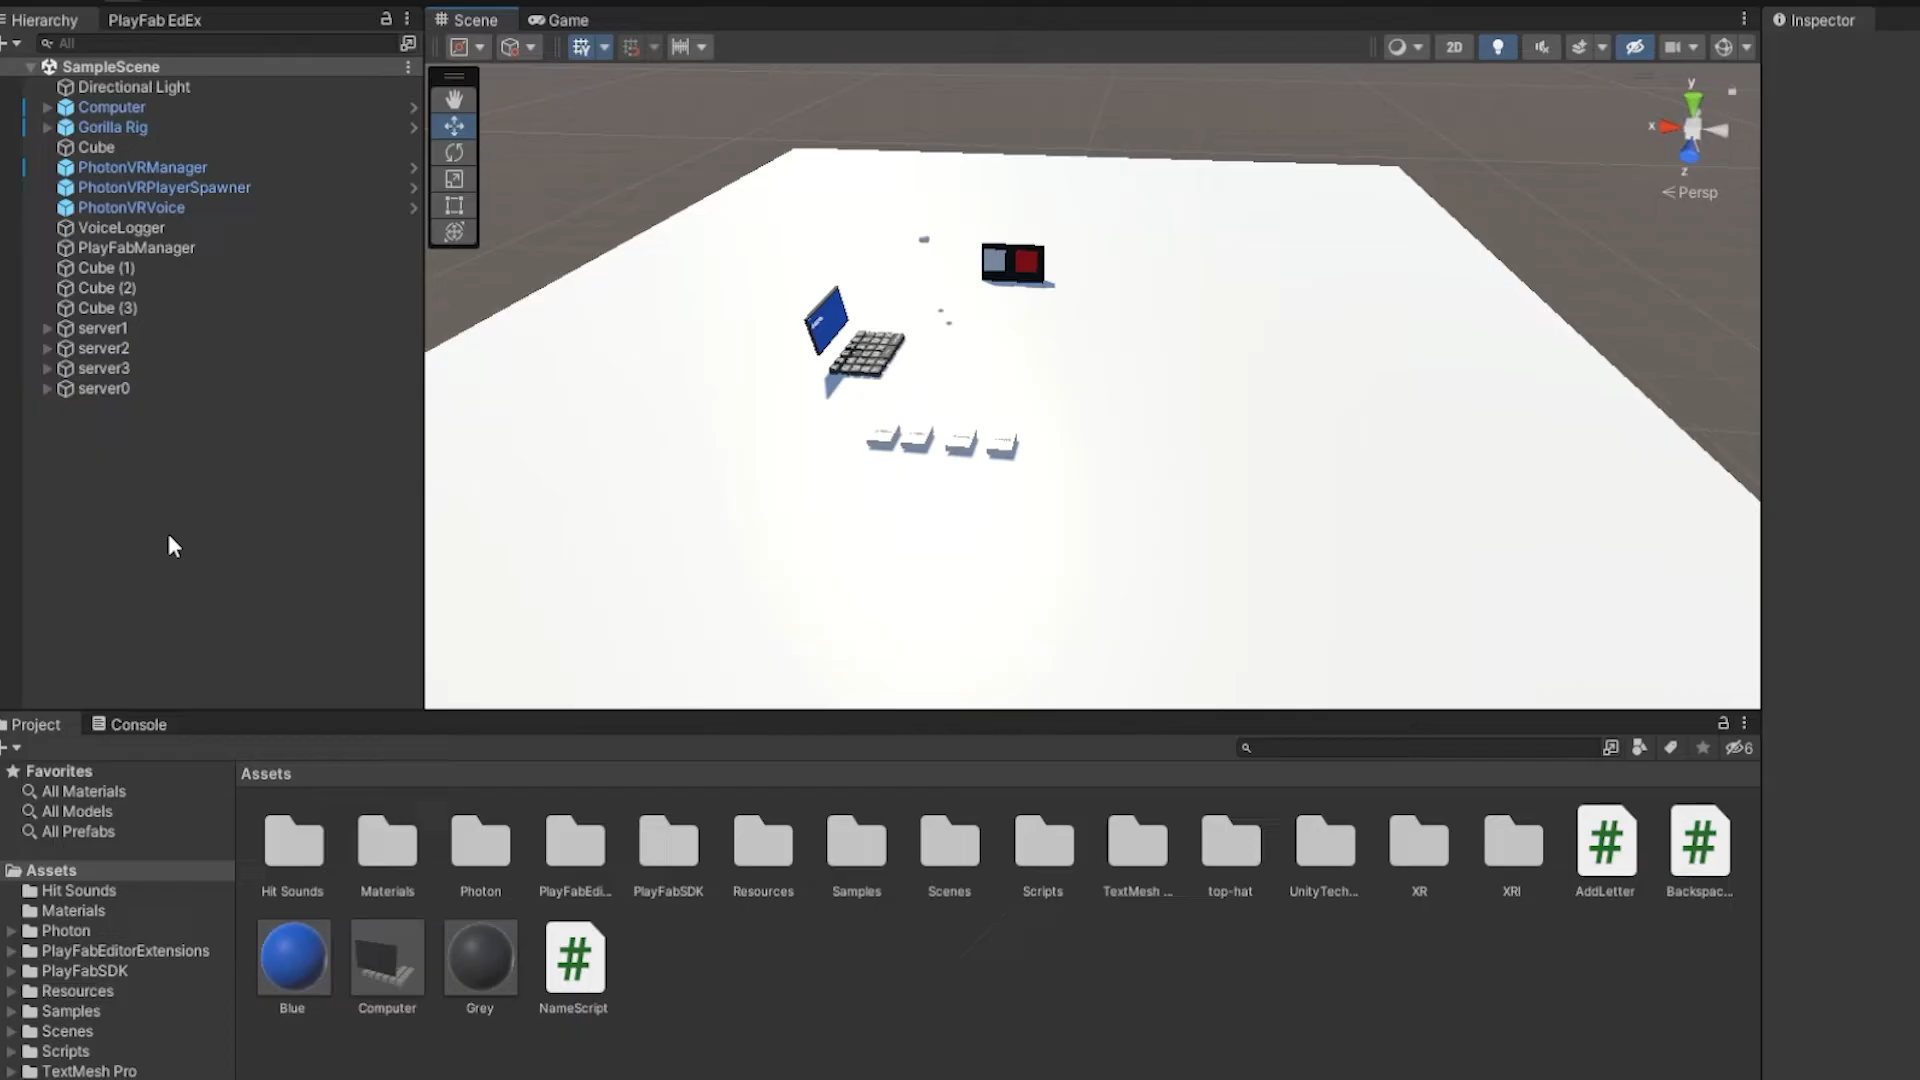 Hierarchy
PlayFab EdEx
All
SampleScene
Directional Light
Computer
Gorilla Rig
Cube
PhotonVRManager
PhotonVRPlayerSpawner
PhotonVRVoice
VoiceLogger
PlayFabManager
Cube (1)
Cube (2)
Cube (3)
server1
server2
server3
server0
Scene
Game
2D
y
x
z
Persp
Inspector
Project
Console
6
Favorites
All Materials
All Models
All Prefabs
Assets
Hit Sounds
Materials
Photon
PlayFabEditorExtensions
PlayFabSDK
Resources
Samples
Scenes
Scripts
TextMesh Pro
Assets
Hit Sounds
Materials
Photon
PlayFabEdi...
PlayFabSDK
Resources
Samples
Scenes
Scripts
TextMesh ...
top-hat
UnityTech...
XR
XRI
AddLetter
Backspac...
Blue
Computer
Grey
NameScript